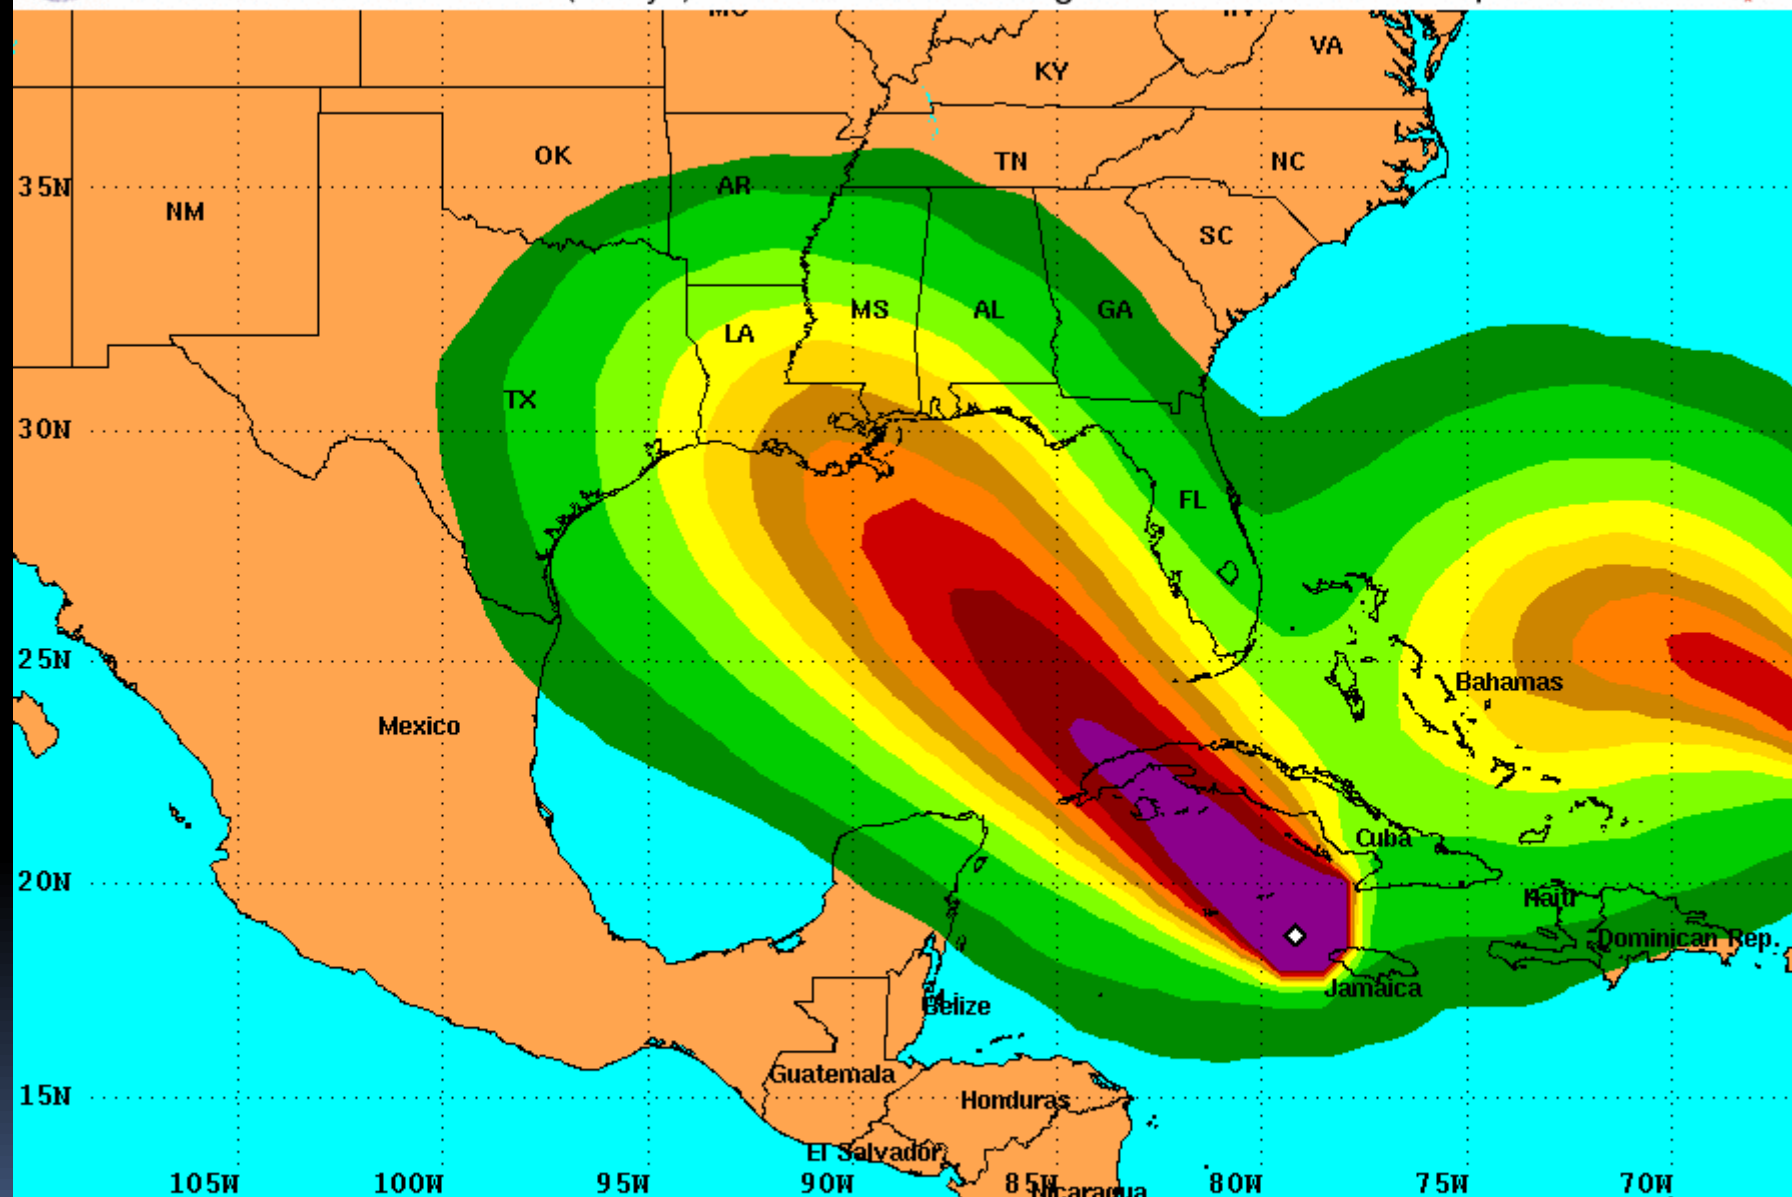 KY
VA
OK
TN
NC
35N
AR
NM
SC
MS
AL
GA
LA
TX
30N
FL
25N
Bahamas
Mexico
Cuba
20N
Haiti
Dominican Rep.
Jamaica
Belize
Guatemala
15N
Honduras
El Salvador
105W 100W 95W 90W 85W 80W 75W 70W
Nicaragua